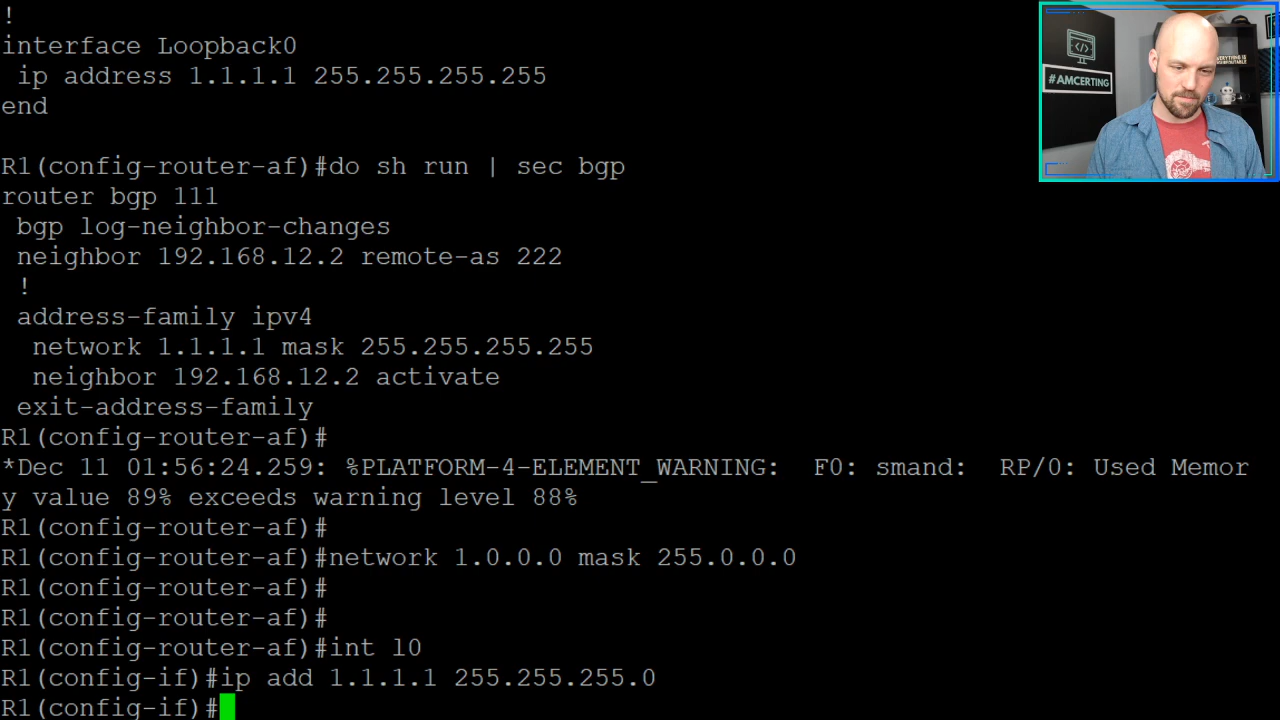 !
interface Loopback0
ip address 1.1.1.1 255.255.255.255
end
R1(config-router-af)#do sh run | sec bgp
router bgp 111
bgp log-neighbor-changes
neighbor 192.168.12.2 remote-as 222
!
address-family ipv4
network 1.1.1.1 mask 255.255.255.255
neighbor 192.168.12.2 activate
exit-address-family
R1(config-router-af)#
*Dec 11 01:56:24.259: %PLATFORM-4-ELEMENT_WARNING:  F0: smand:  RP/0: Used Memor
y value 89% exceeds warning level 88%
R1(config-router-af)#
R1(config-router-af)#network 1.0.0.0 mask 255.0.0.0
R1(config-router-af)#
R1(config-router-af)#
R1(config-router-af)#int l0
R1(config-if)#ip add 1.1.1.1 255.255.255.0
R1(config-if)#
</>
#AMCERTING